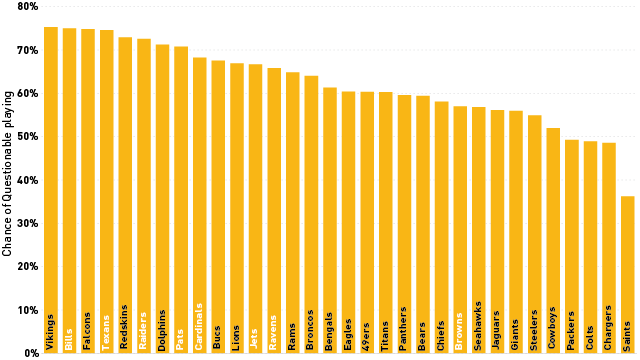 80%
70%
60%
50%
40%
30%
20%
10%
0%
Chance of Questionable playing
Vikings
Bills
Falcons
Texans
Redskins
Raiders
Dolphins
Pats
Cardinals
Bucs
Lions
Jets
Ravens
Rams
Broncos
Bengals
Eagles
49ers
Titans
Panthers
Bears
Chiefs
Browns
Seahawks
Jaguars
Giants
Steelers
Cowboys
Packers
Colts
Chargers
Saints